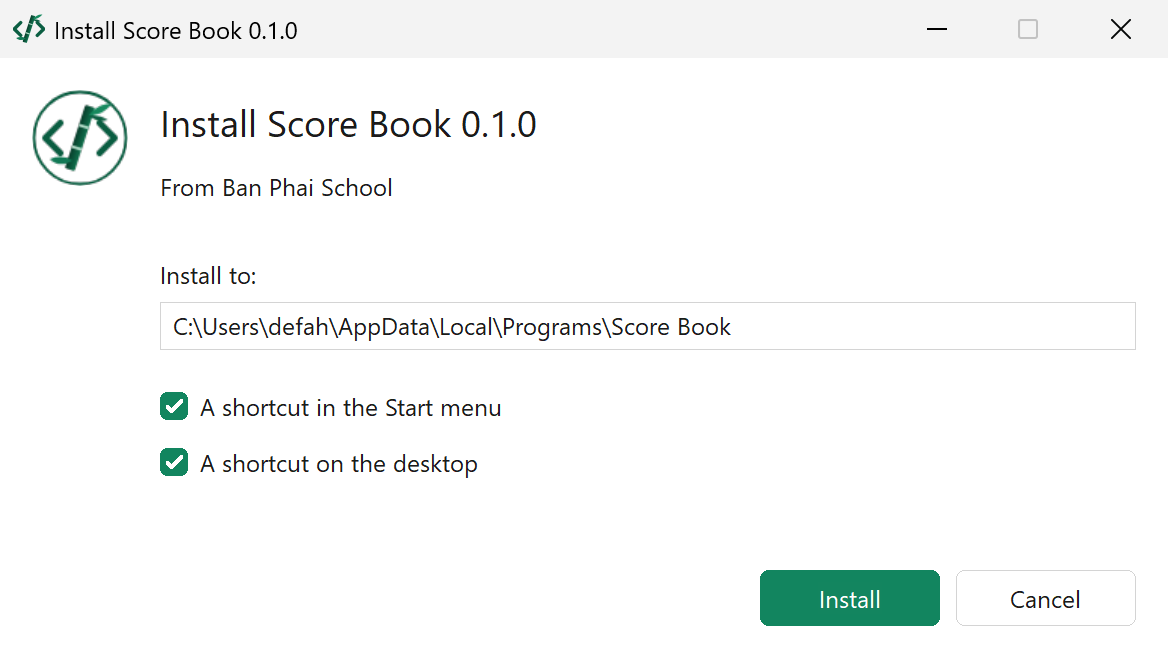 Install Score Book 0.1.0
Install Score Book 0.1.0
From Ban Phai School
Install to:
C:\Users\defah\AppData\Local\Programs\Score Book
A shortcut in the Start menu
A shortcut on the desktop
Install
Cancel